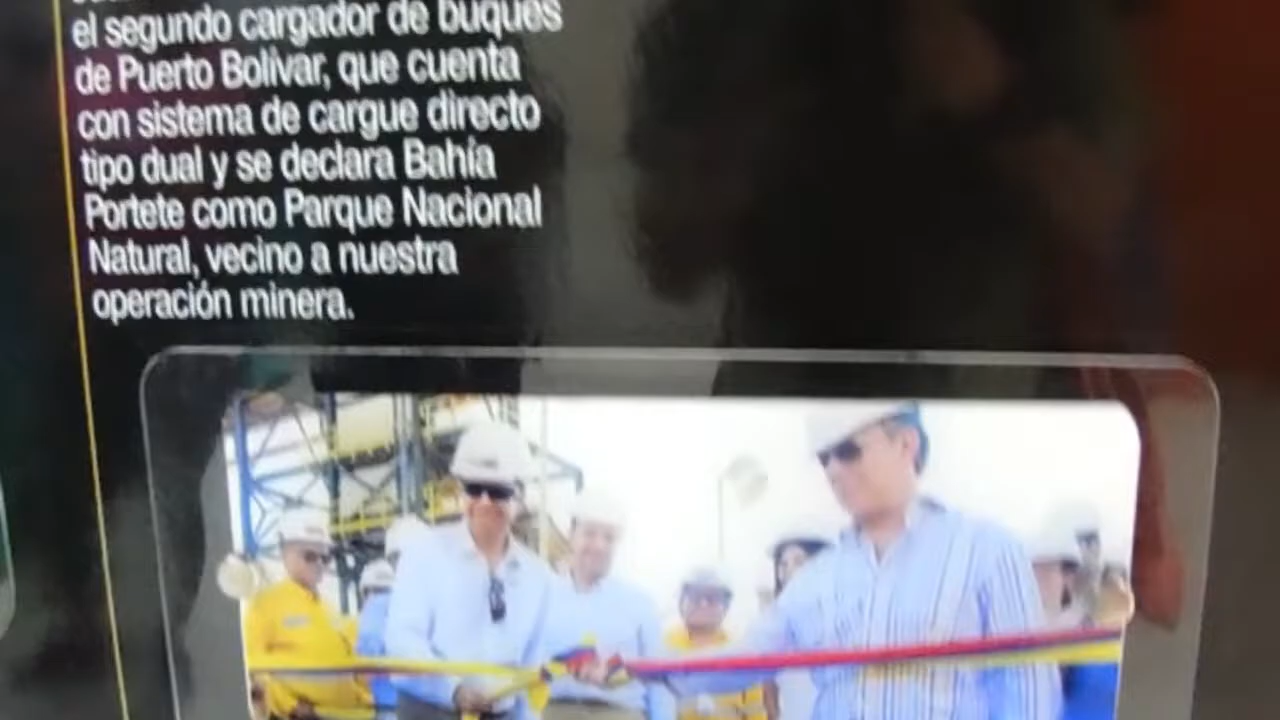 el segundo cargador de buques
de Puerto Bolívar, que cuenta
con sistema de cargue directo
tipo dual y se declara Bahía
Portete como Parque Nacional
Natural, vecino a nuestra
operación minera.